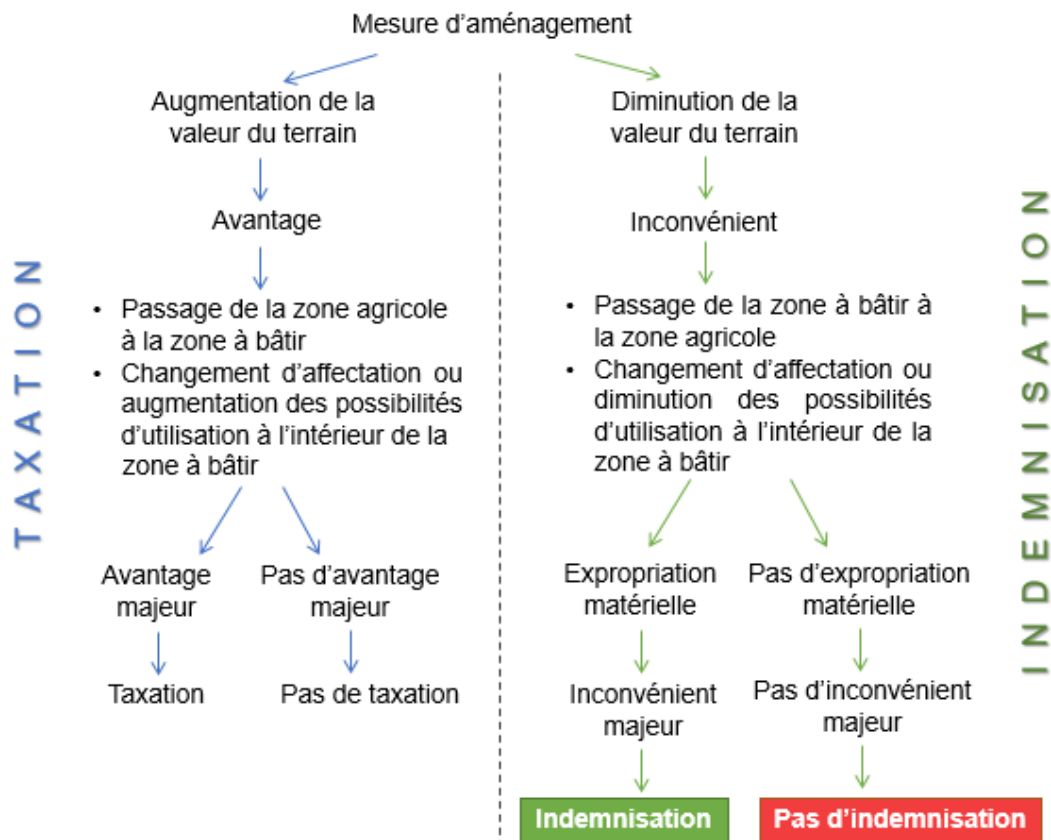 Mesure d'aménagement
Augmentation de la
valeur du terrain
Avantage
• Passage de la zone agricole
à la zone à bâtir
• Changement d'affectation ou
augmentation des possibilités
d'utilisation à l'intérieur de la
zone à bâtir
Avantage
majeur
Taxation
Pas d'avantage
majeur
Pas de taxation
TAXATION
Diminution de la
valeur du terrain
Inconvénient
• Passage de la zone à bâtir à
la zone agricole
• Changement d'affectation ou
diminution des possibilités
d'utilisation à l'intérieur de la
zone à bâtir
Expropriation
matérielle
Inconvénient
majeur
Indemnisation
Pas d'expropriation
matérielle
Pas d'inconvénient
majeur
Pas d'indemnisation
INDEMNISATION